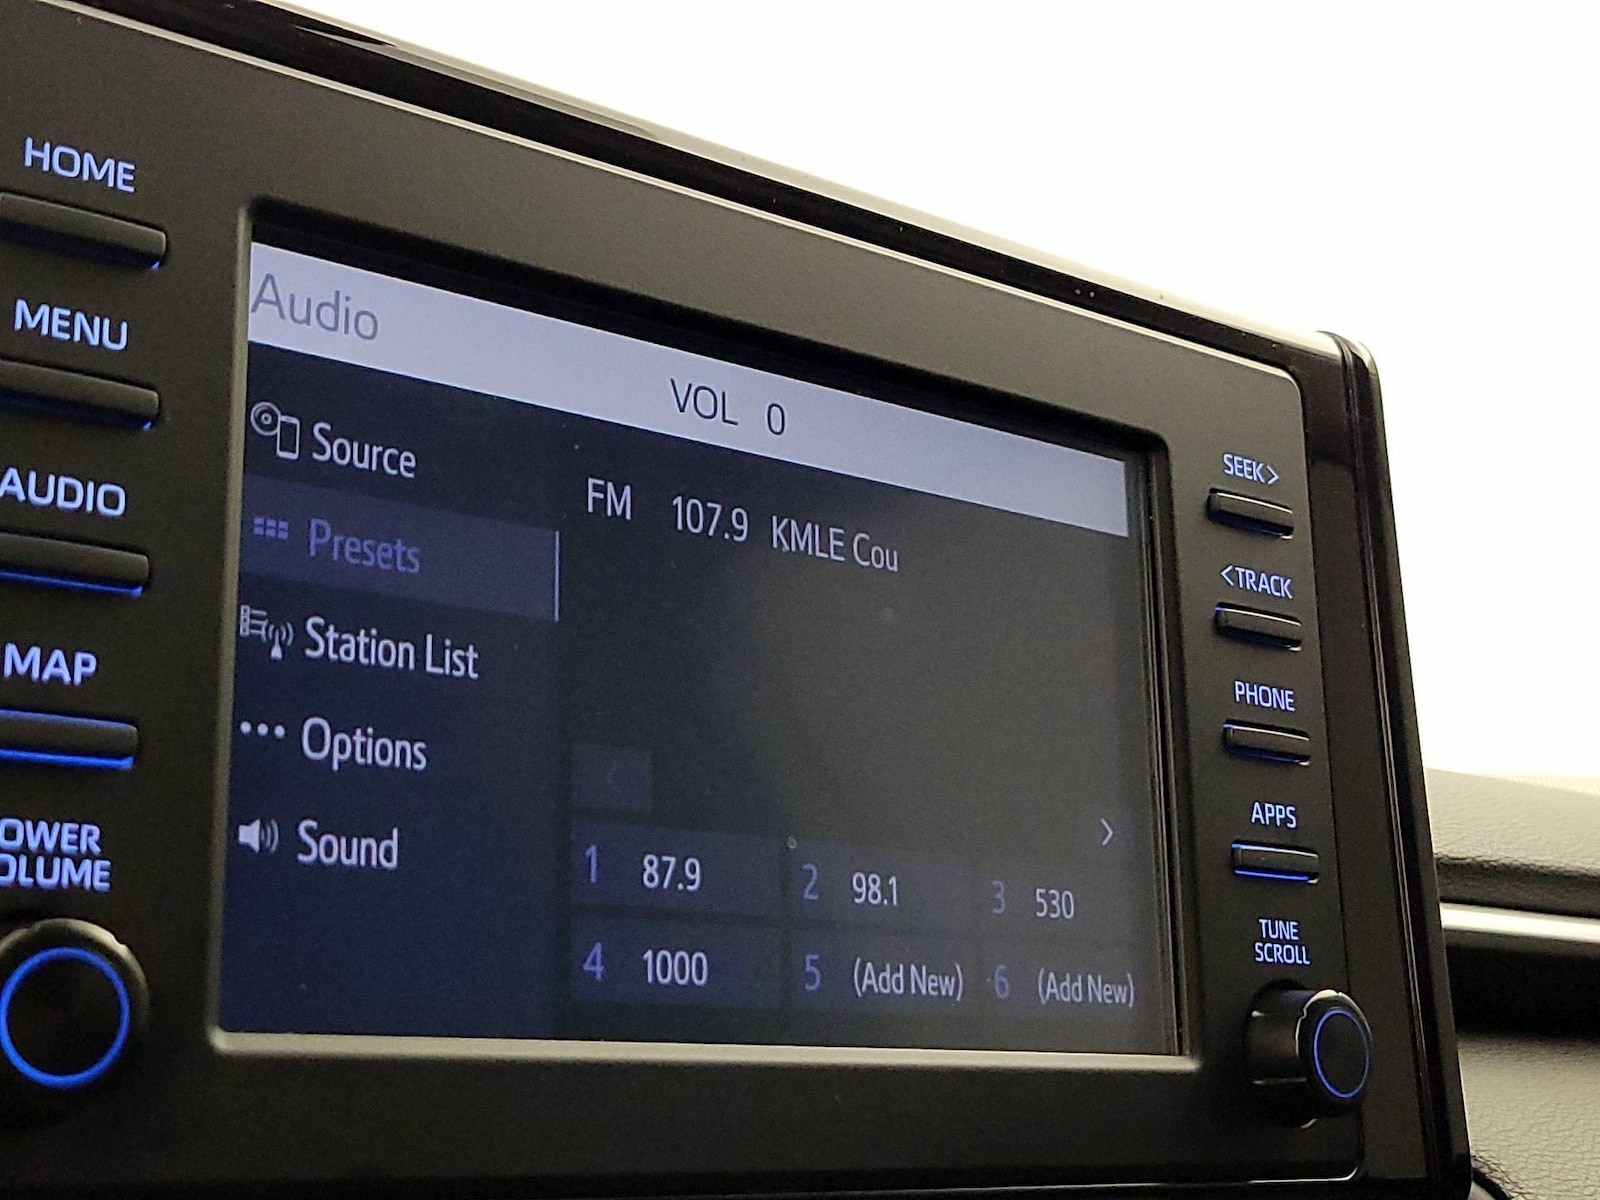 HOME
MENU
AUDIO
MAP
OWER
OLUME
Audio
VOL 0
Source
Presets
Station List
Options
Sound
FM 107.9 KMLE Cou
1 87.9
2 98.1
3 530
4 1000
5 (Add New)
6 (Add New)
SEEK>
<TRACK
PHONE
APPS
TUNE
SCROLL